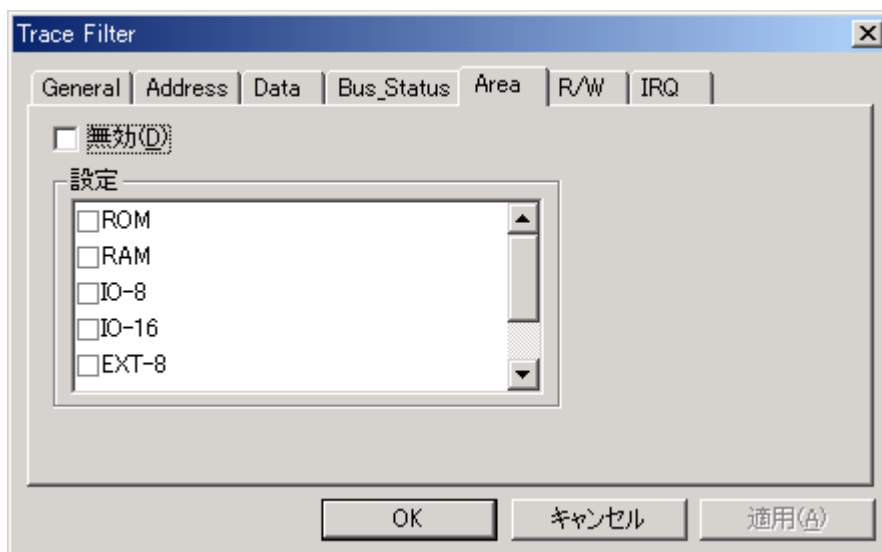 Trace Filter
General Address Data Bus_Status Area R/W IRQ
無効(D)
設定
ROM
RAM
IO-8
IO-16
EXT-8
OK キャンセル 適用(A)